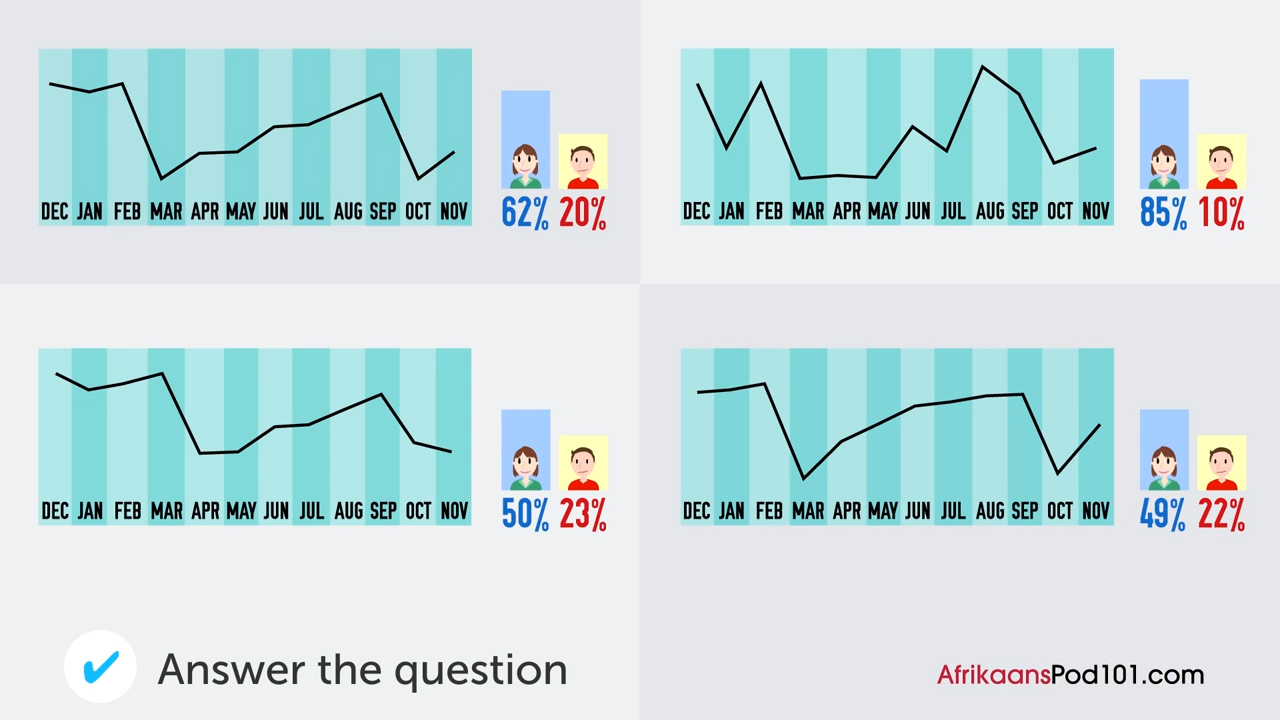 DEC JAN FEB MAR APR MAY JUN JUL AUG SEP OCT NOV
62% 20%
DEC JAN FEB MAR APR MAY JUN JUL AUG SEP OCT NOV
85% 10%
DEC JAN FEB MAR APR MAY JUN JUL AUG SEP OCT NOV
50% 23%
DEC JAN FEB MAR APR MAY JUN JUL AUG SEP OCT NOV
49% 22%
Answer the question
AfrikaansPod101.com